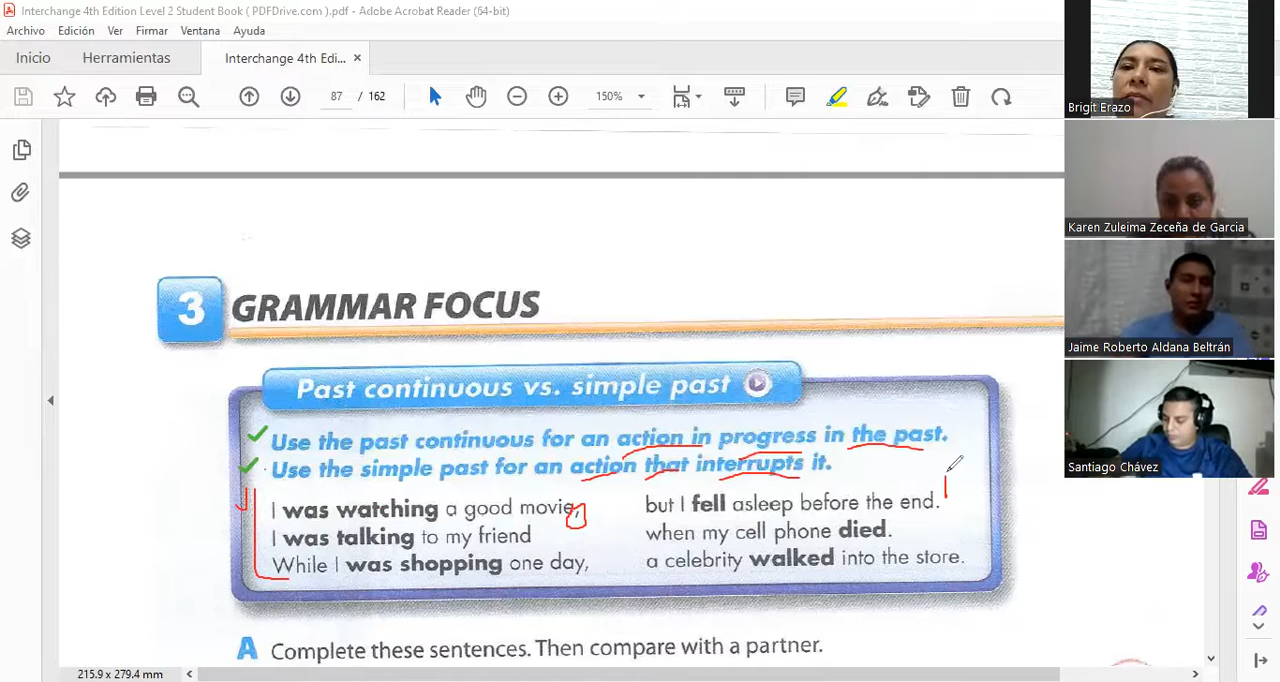 Interchange 4th Edition Level 2 Student Book ( PDFDrive.com ).pdf - Adobe Acrobat Reader (64-bit)
Archivo Edición Ver Firmar Ventana Ayuda
Inicio Herramientas Interchange 4th Edi... ×
87 / 162 150%
Brigit Erazo
Karen Zuleima Zeceña de Garcia
Jaime Roberto Aldana Beltrán
Santiago Chávez
3 GRAMMAR FOCUS
Past continuous vs. simple past
Use the past continuous for an action in progress in the past.
Use the simple past for an action that interrupts it.
I was watching a good movie, but I fell asleep before the end.
I was talking to my friend when my cell phone died.
While I was shopping one day, a celebrity walked into the store.
A Complete these sentences. Then compare with a partner.
215.9 x 279.4 mm